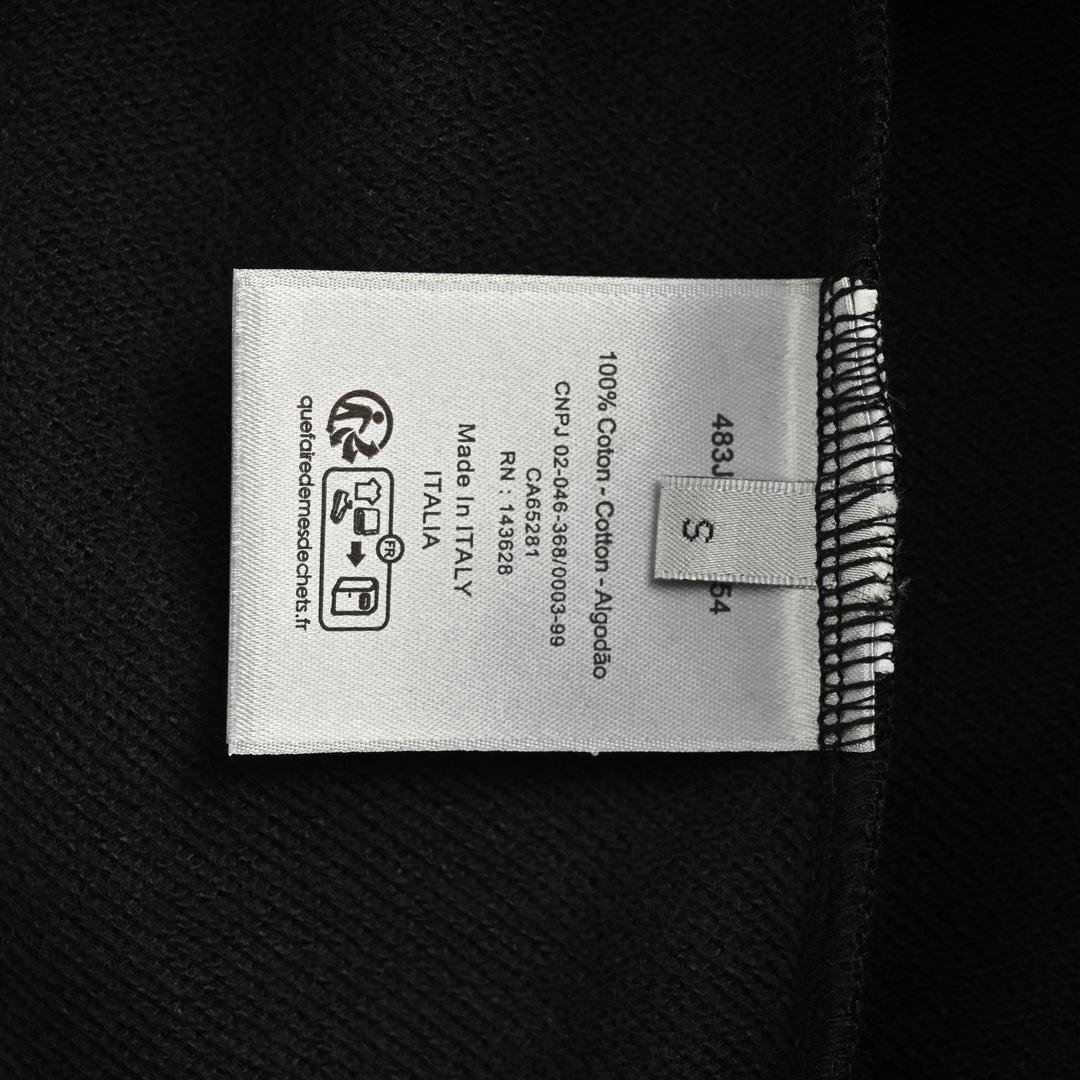 483J
54
S
100% Coton - Cotton - Algodão
CNPJ 02-046-368/0003-99
CA65281
RN : 143628
Made In ITALY
ITALIA
FR
quefairedemesdechets.fr